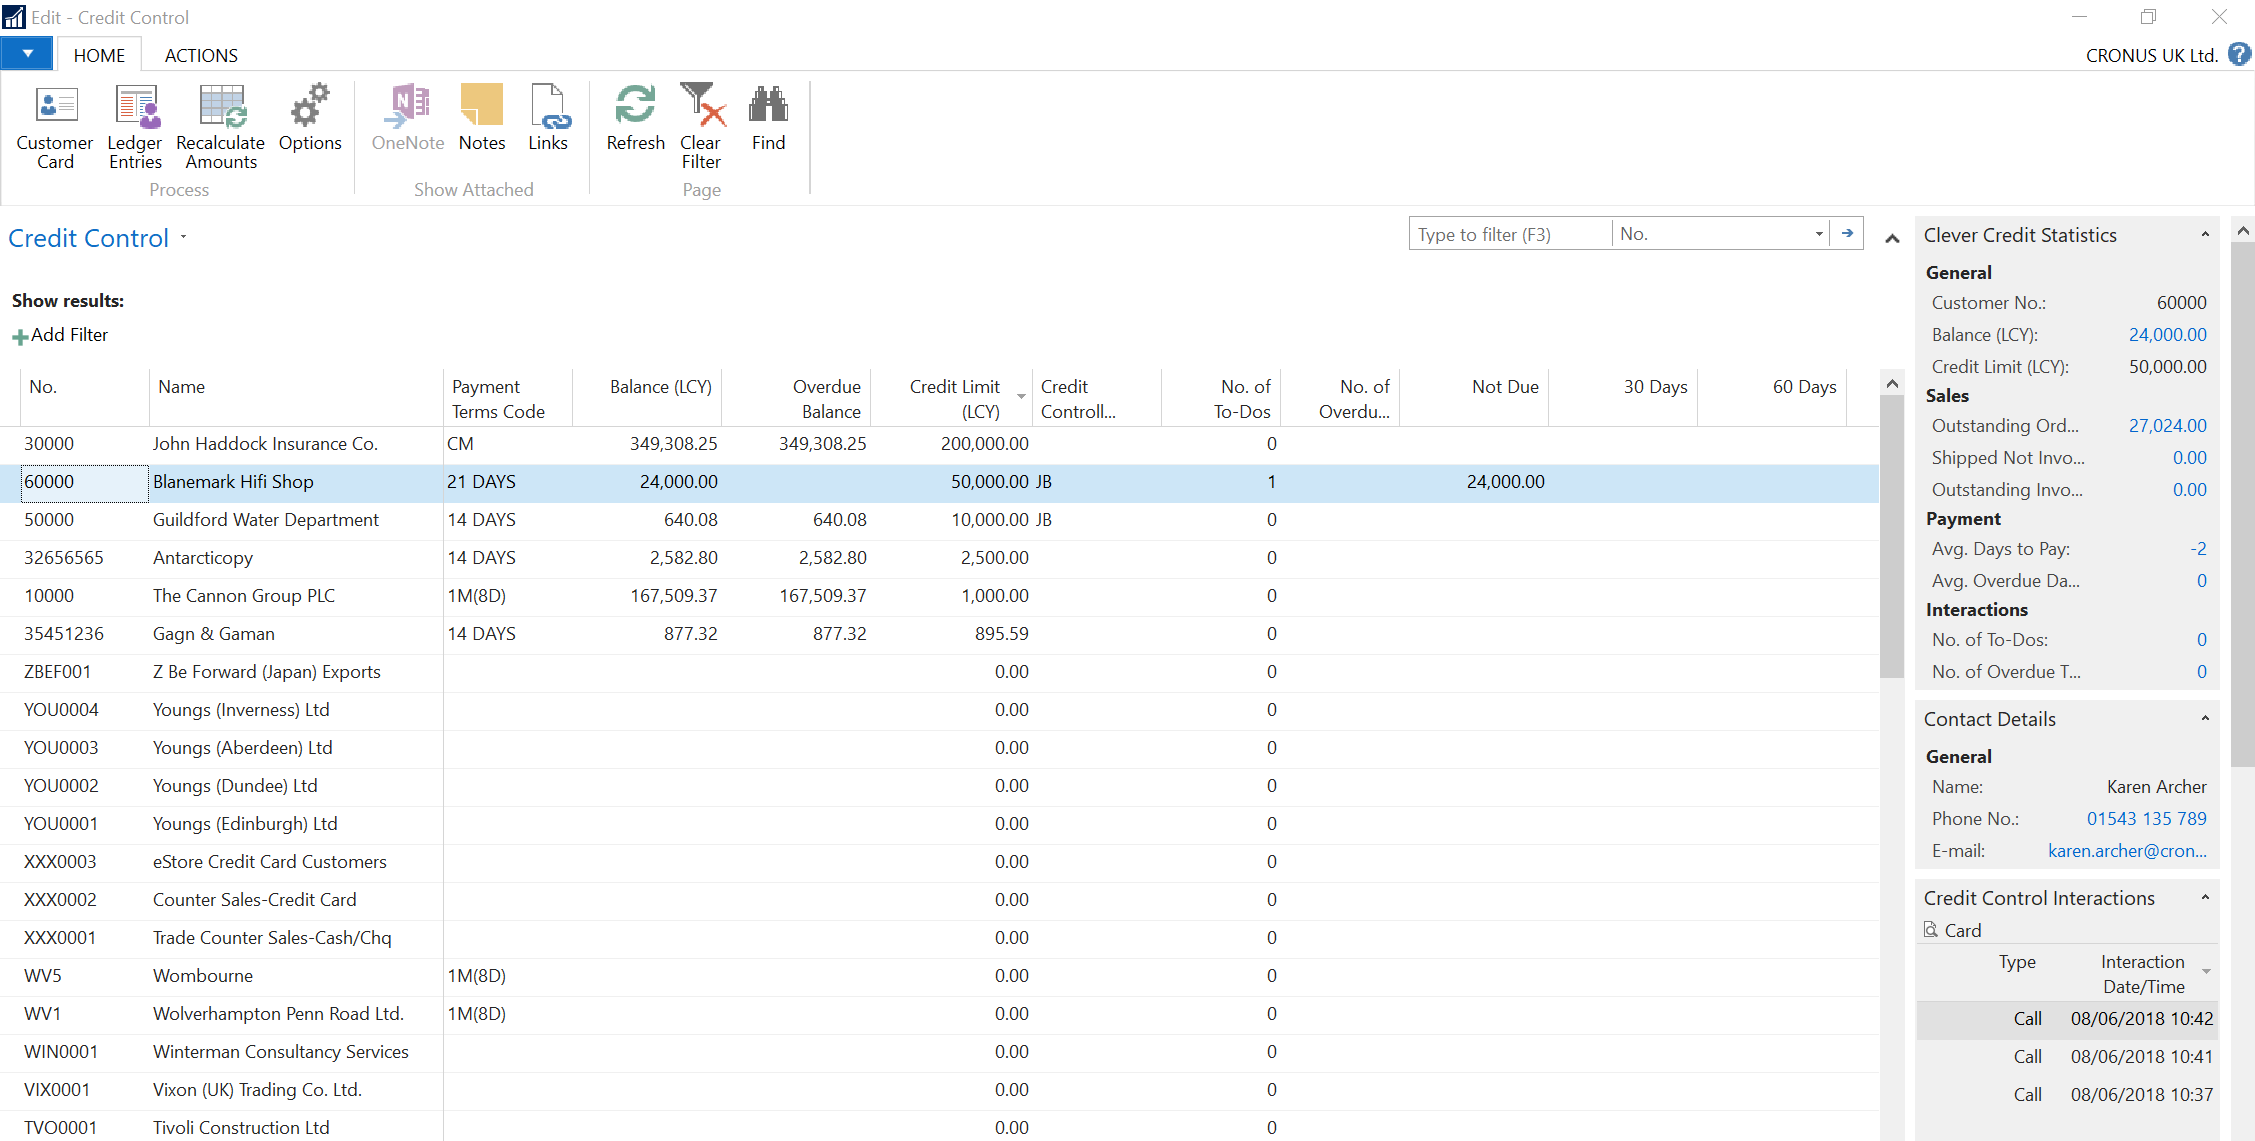 Edit - Credit Control
HOME ACTIONS CRONUS UK Ltd. ?
Customer Card
Ledger Entries
Recalculate Amounts
Options
OneNote
Notes
Links
Refresh
Clear Filter
Find
Process
Show Attached
Page
Credit Control
Type to filter (F3) No.
Show results:
Add Filter
No. Name Payment Terms Code Balance (LCY) Overdue Balance Credit Limit (LCY) Credit Controll... No. of To-Dos No. of Overdu... Not Due 30 Days 60 Days
30000 John Haddock Insurance Co. CM 349,308.25 349,308.25 200,000.00 0
60000 Blanemark Hifi Shop 21 DAYS 24,000.00 50,000.00 JB 1 24,000.00
50000 Guildford Water Department 14 DAYS 640.08 640.08 10,000.00 JB 0
32656565 Antarcticopy 14 DAYS 2,582.80 2,582.80 2,500.00 0
10000 The Cannon Group PLC 1M(8D) 167,509.37 167,509.37 1,000.00 0
35451236 Gagn & Gaman 14 DAYS 877.32 877.32 895.59 0
ZBEF001 Z Be Forward (Japan) Exports 0.00 0
YOU0004 Youngs (Inverness) Ltd 0.00 0
YOU0003 Youngs (Aberdeen) Ltd 0.00 0
YOU0002 Youngs (Dundee) Ltd 0.00 0
YOU0001 Youngs (Edinburgh) Ltd 0.00 0
XXX0003 eStore Credit Card Customers 0.00 0
XXX0002 Counter Sales-Credit Card 0.00 0
XXX0001 Trade Counter Sales-Cash/Chq 0.00 0
WV5 Wombourne 1M(8D) 0.00 0
WV1 Wolverhampton Penn Road Ltd. 1M(8D) 0.00 0
WIN0001 Winterman Consultancy Services 0.00 0
VIX0001 Vixon (UK) Trading Co. Ltd. 0.00 0
TVO0001 Tivoli Construction Ltd 0.00 0
Clever Credit Statistics
General
Customer No.: 60000
Balance (LCY): 24,000.00
Credit Limit (LCY): 50,000.00
Sales
Outstanding Ord... 27,024.00
Shipped Not Invo... 0.00
Outstanding Invo... 0.00
Payment
Avg. Days to Pay: -2
Avg. Overdue Da... 0
Interactions
No. of To-Dos: 0
No. of Overdue T... 0
Contact Details
General
Name: Karen Archer
Phone No.: 01543 135 789
E-mail: karen.archer@cron...
Credit Control Interactions
Card
Type Interaction Date/Time
Call 08/06/2018 10:42
Call 08/06/2018 10:41
Call 08/06/2018 10:37